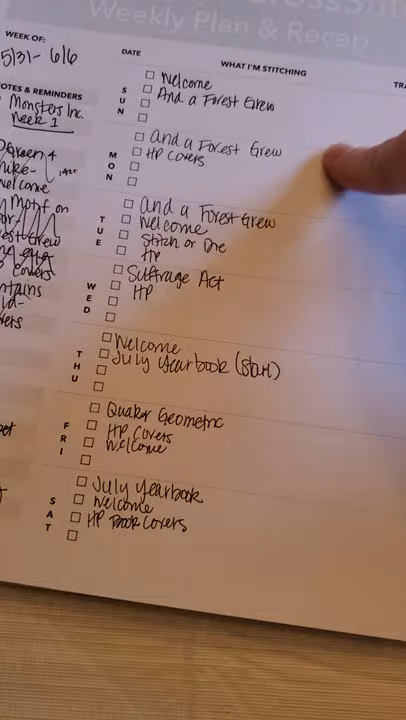 Weekly Plan & Recap
WEEK OF:
5/31- 6/6
DATE
WHAT I'M STITCHING
NOTES & REMINDERS
Monsters Inc.
Week 1
SUN
Welcome
And a Forest Grew
MON
And a Forest Grew
HP Covers
TUE
And a Forest Grew
Welcome
Stitch or Die
HP
WED
Suffrage Act
HP
THU
Welcome
July Yearbook (start)
FRI
Quaker Geometric
HP Covers
Welcome
SAT
July Yearbook
Welcome
HP Book Covers